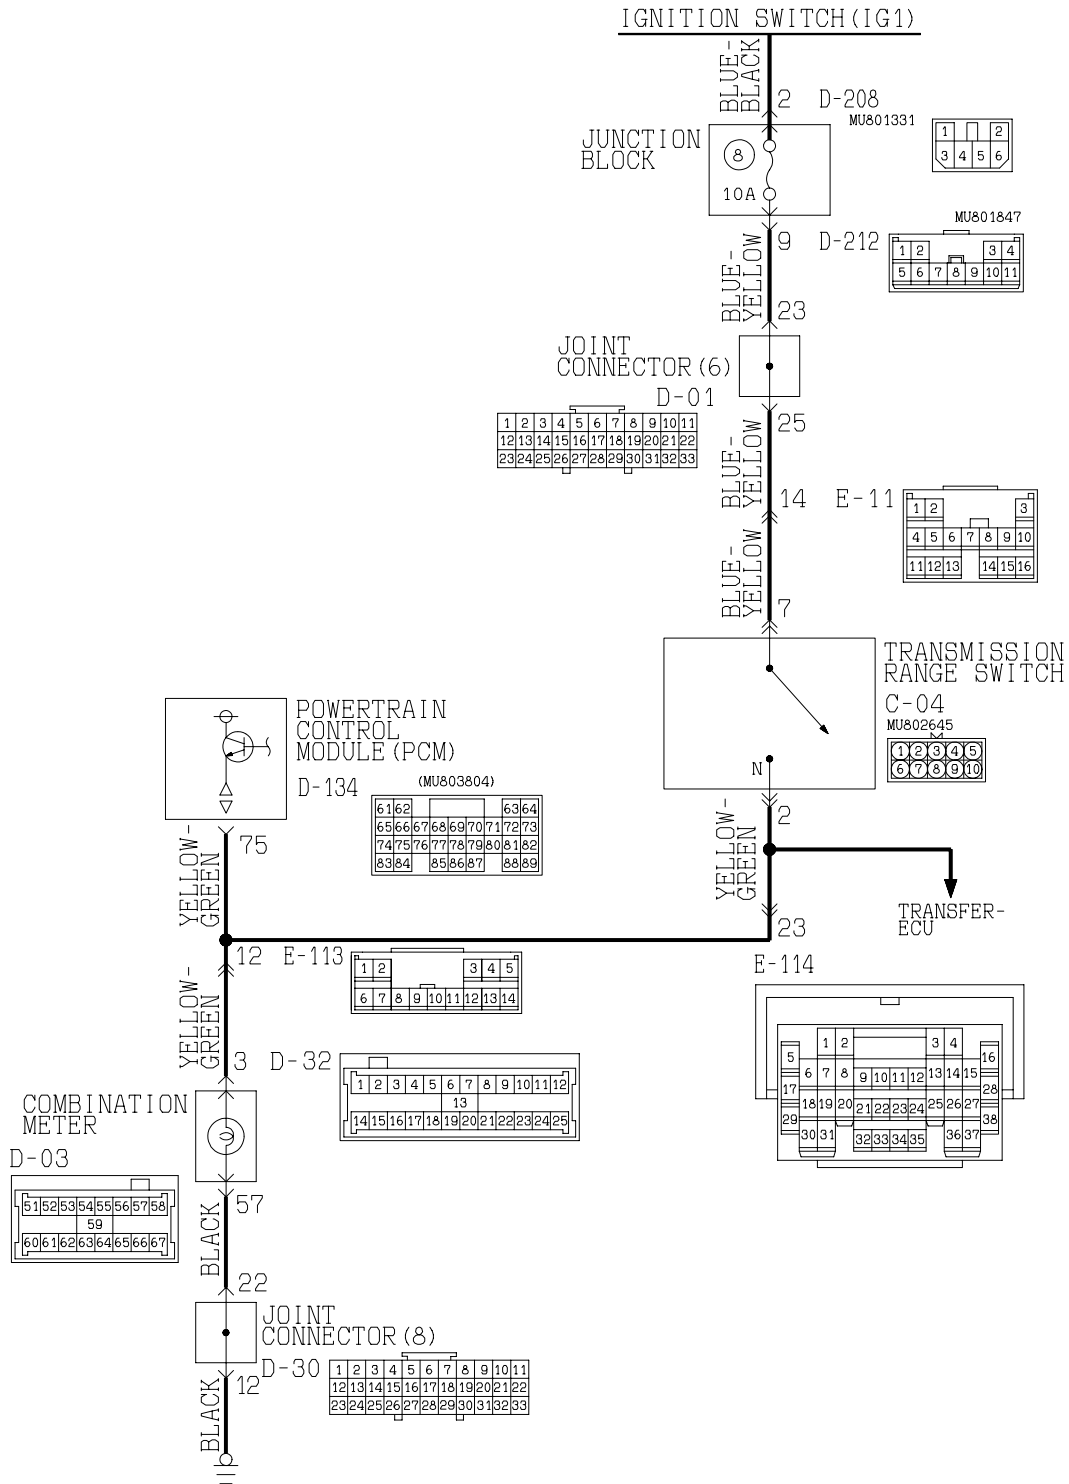 IGNITION SWITCH(IG1)
BLUE-
BLACK
2
D-208
MU801331
JUNCTION
BLOCK
8
10A
1 2
3 4 5 6
BLUE-
YELLOW
9
D-212
MU801847
1 2 3 4
5 6 7 8 9 10 11
23
JOINT
CONNECTOR(6)
D-01
1 2 3 4 5 6 7 8 9 10 11
12 13 14 15 16 17 18 19 20 21 22
23 24 25 26 27 28 29 30 31 32 33
25
BLUE-
YELLOW
14
E-11
1 2 3
4 5 6 7 8 9 10
11 12 13 14 15 16
BLUE-
YELLOW
7
TRANSMISSION
RANGE SWITCH
C-04
MU802645
1 2 3 4 5
6 7 8 9 10
N
2
YELLOW-
GREEN
TRANSFER-
ECU
23
E-114
1 2 3 4
5 16
6 7 8 9 10 11 12 13 14 15
17 28
18 19 20 21 22 23 24 25 26 27
29 38
30 31 32 33 34 35 36 37
POWERTRAIN
CONTROL
MODULE(PCM)
D-134
(MU803804)
61 62 63 64
65 66 67 68 69 70 71 72 73
74 75 76 77 78 79 80 81 82
83 84 85 86 87 88 89
75
YELLOW-
GREEN
12
E-113
1 2 3 4 5
6 7 8 9 10 11 12 13 14
YELLOW-
GREEN
3
D-32
1 2 3 4 5 6 7 8 9 10 11 12
13
14 15 16 17 18 19 20 21 22 23 24 25
COMBINATION
METER
D-03
51 52 53 54 55 56 57 58
59
60 61 62 63 64 65 66 67
57
BLACK
22
JOINT
CONNECTOR(8)
D-30
1 2 3 4 5 6 7 8 9 10 11
12 13 14 15 16 17 18 19 20 21 22
23 24 25 26 27 28 29 30 31 32 33
12
BLACK